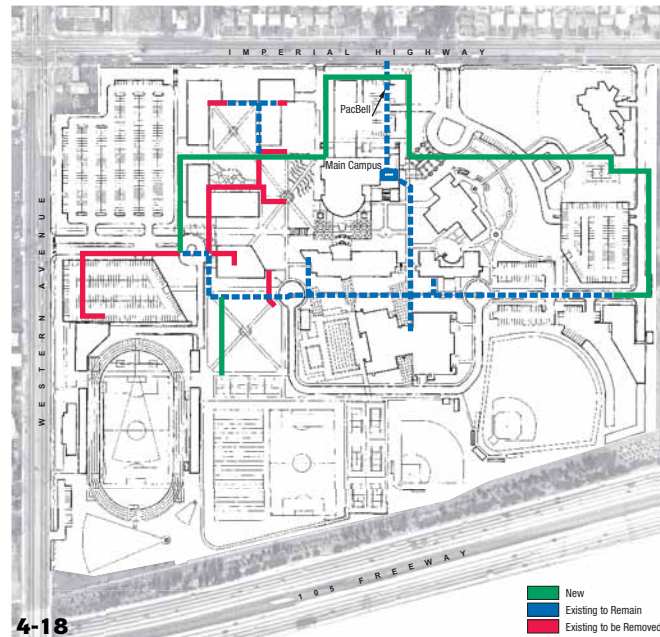 IMPERIAL HIGHWAY
PacBell
Main Campus
WESTERN AVENUE
105 FREEWAY
New
Existing to Remain
Existing to be Removed
4-18